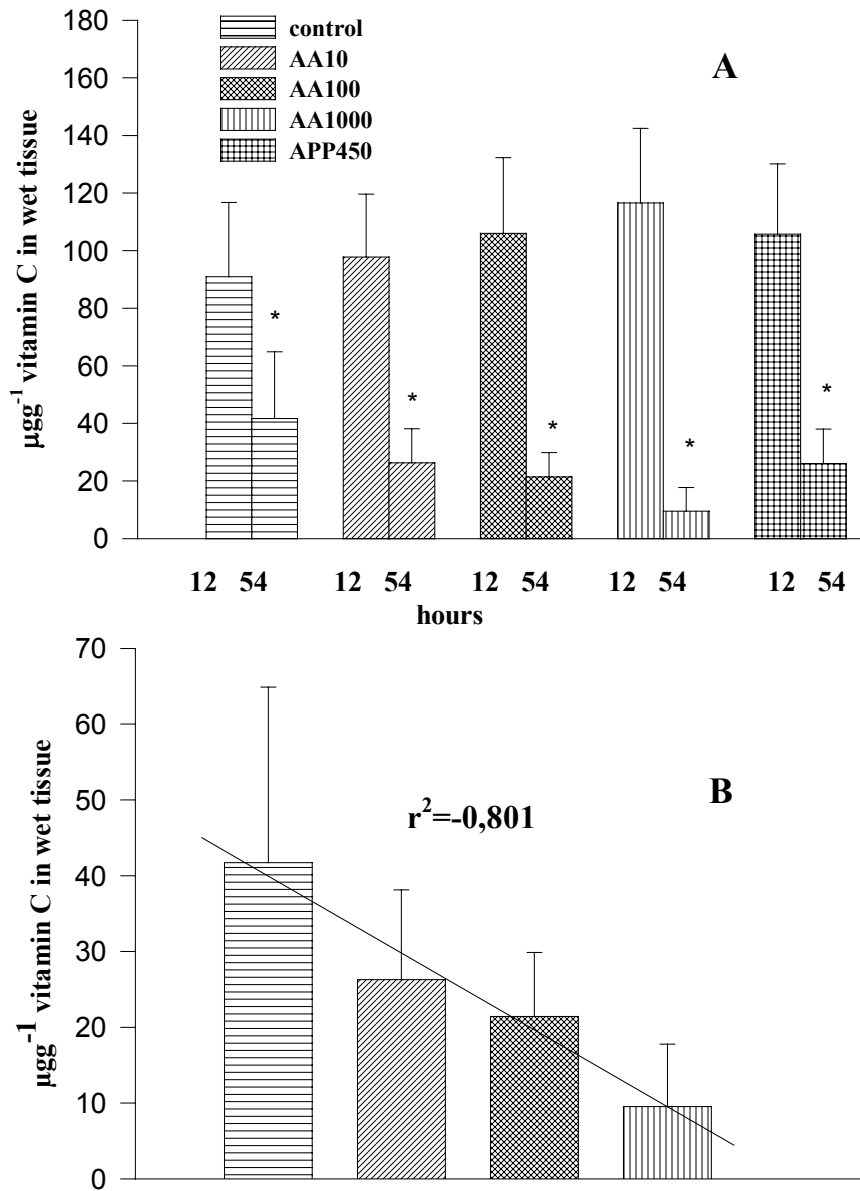 180
160
140
120
100
80
60
40
20
0
µgg⁻¹ vitamin C in wet tissue
control
AA10
AA100
AA1000
APP450
A
*
*
*
*
*
12 54 12 54 12 54 12 54 12 54
hours
70
60
50
40
30
20
10
0
µgg⁻¹ vitamin C in wet tissue
B
r²=-0,801